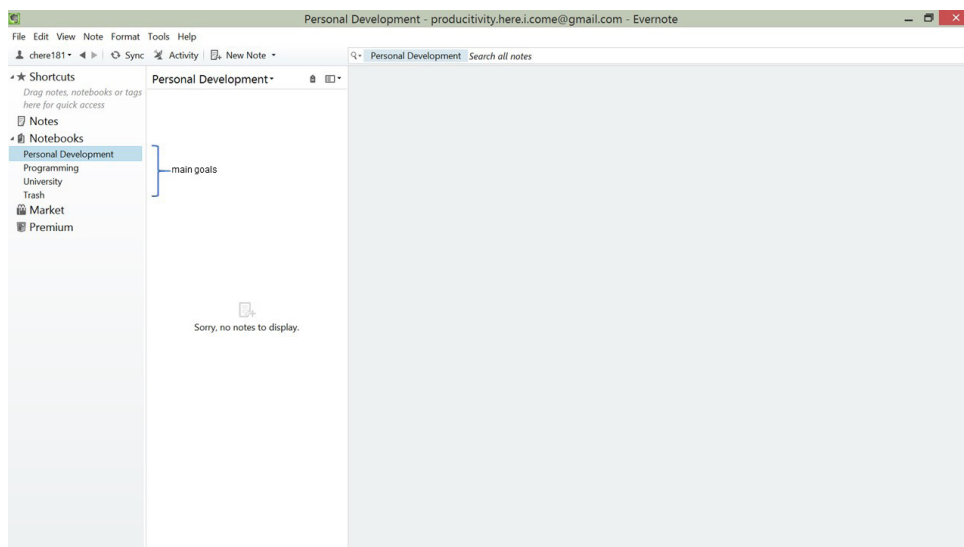 Personal Development - producitivity.here.i.come@gmail.com - Evernote
File Edit View Note Format Tools Help
chere181 Sync Activity New Note Personal Development Search all notes
Shortcuts
Drag notes, notebooks or tags
here for quick access
Notes
Notebooks
Personal Development
Programming
University
Trash
Market
Premium
Personal Development
main goals
Sorry, no notes to display.